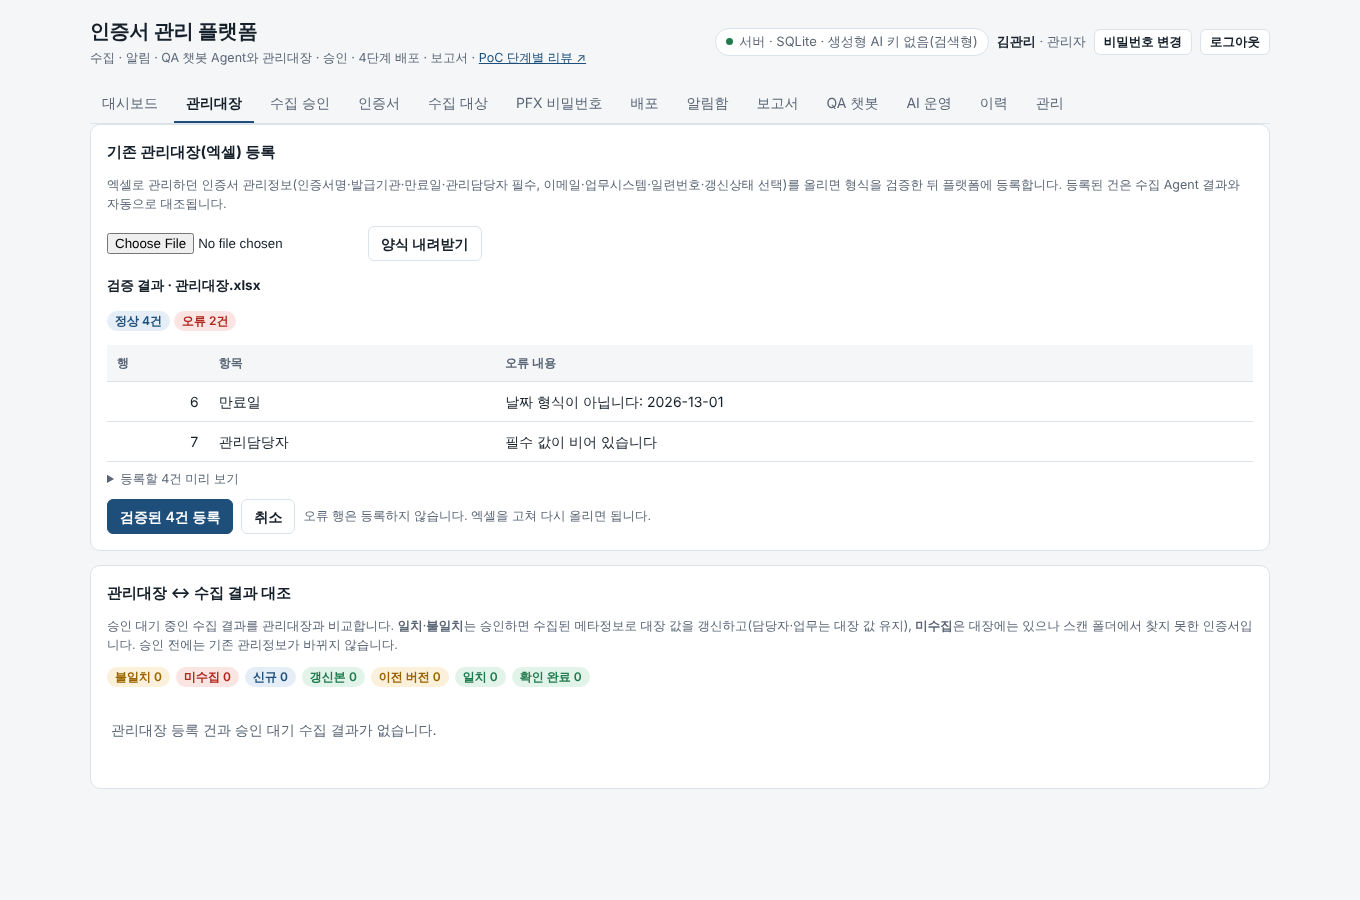 인증서 관리 플랫폼
수집 · 알림 · QA 챗봇 Agent와 관리대장 · 승인 · 4단계 배포 · 보고서 · PoC 단계별 리뷰 ↗
서버 · SQLite · 생성형 AI 키 없음(검색형)
김관리 · 관리자
비밀번호 변경
로그아웃
대시보드
관리대장
수집 승인
인증서
수집 대상
PFX 비밀번호
배포
알림함
보고서
QA 챗봇
AI 운영
이력
관리
기존 관리대장(엑셀) 등록
엑셀로 관리하던 인증서 관리정보(인증서명·발급기관·만료일·관리담당자 필수, 이메일·업무시스템·일련번호·갱신상태 선택)를 올리면 형식을 검증한 뒤 플랫폼에 등록합니다. 등록된 건은 수집 Agent 결과와
자동으로 대조됩니다.
Choose File No file chosen
양식 내려받기
검증 결과 · 관리대장.xlsx
정상 4건 오류 2건
행 항목 오류 내용
6 만료일 날짜 형식이 아닙니다: 2026-13-01
7 관리담당자 필수 값이 비어 있습니다
▶ 등록할 4건 미리 보기
검증된 4건 등록
취소
오류 행은 등록하지 않습니다. 엑셀을 고쳐 다시 올리면 됩니다.
관리대장 ↔ 수집 결과 대조
승인 대기 중인 수집 결과를 관리대장과 비교합니다. 일치·불일치는 승인하면 수집된 메타정보로 대장 값을 갱신하고(담당자·업무는 대장 값 유지), 미수집은 대장에는 있으나 스캔 폴더에서 찾지 못한 인증서입
니다. 승인 전에는 기존 관리정보가 바뀌지 않습니다.
불일치 0 미수집 0 신규 0 갱신본 0 이전 버전 0 일치 0 확인 완료 0
관리대장 등록 건과 승인 대기 수집 결과가 없습니다.